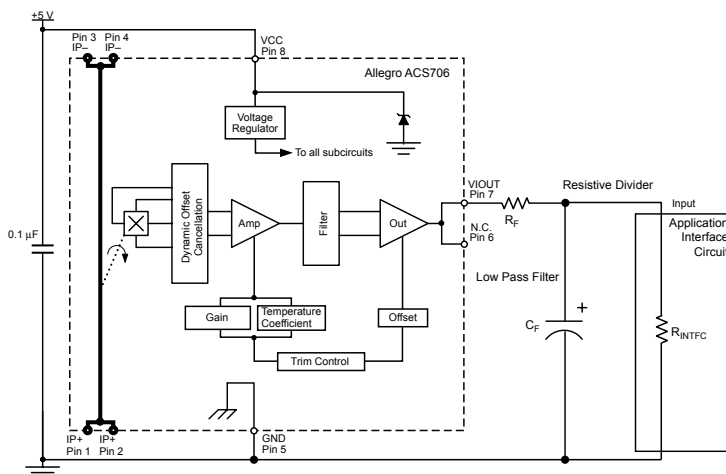 +5 V
Pin 3 Pin 4
IP– IP–
VCC
Pin 8
Allegro ACS706
Voltage
Regulator
To all subcircuits
0.1 µF
Dynamic Offset
Cancellation
Amp
Filter
Out
VIOUT
Pin 7
N.C.
Pin 6
RF
Resistive Divider
Input
Application
Interface
Circuit
Low Pass Filter
CF
+
RINTFC
Gain
Temperature
Coefficient
Offset
Trim Control
IP+ IP+
Pin 1 Pin 2
GND
Pin 5